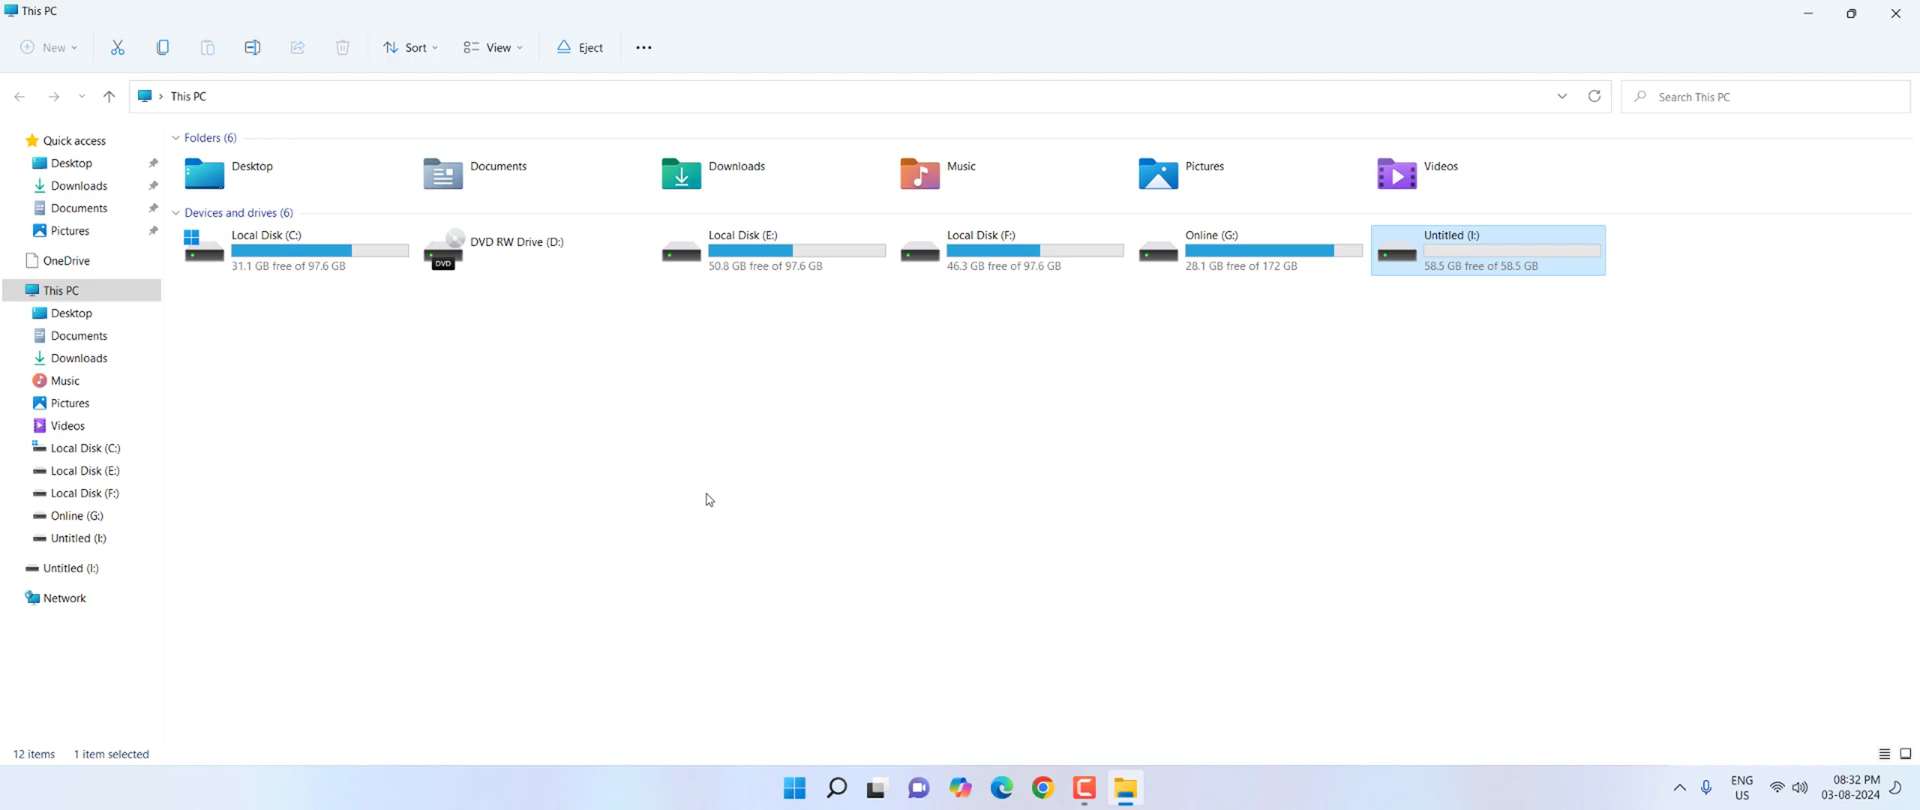 This PC
New
Sort
View
Eject
This PC
Search This PC
Quick access
Desktop
Downloads
Documents
Pictures
OneDrive
This PC
Desktop
Documents
Downloads
Music
Pictures
Videos
Local Disk (C:)
Local Disk (E:)
Local Disk (F:)
Online (G:)
Untitled (I:)
Untitled (I:)
Network
Folders (6)
Desktop
Documents
Downloads
Music
Pictures
Videos
Devices and drives (6)
Local Disk (C:)
31.1 GB free of 97.6 GB
DVD RW Drive (D:)
DVD
Local Disk (E:)
50.8 GB free of 97.6 GB
Local Disk (F:)
46.3 GB free of 97.6 GB
Online (G:)
28.1 GB free of 172 GB
Untitled (I:)
58.5 GB free of 58.5 GB
12 items
1 item selected
ENG
US
08:32 PM
03-08-2024